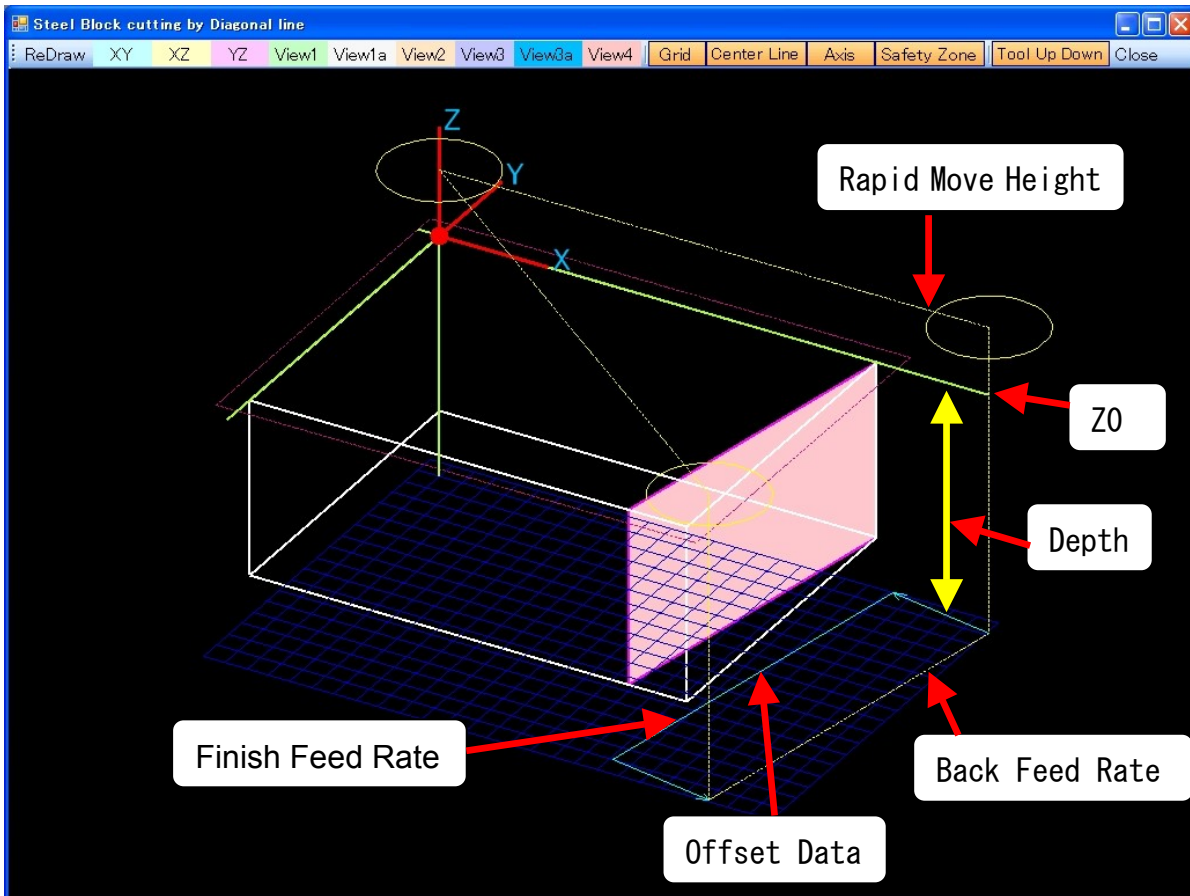 Steel Block cutting by Diagonal line
ReDraw XY XZ YZ View1 View1a View2 View3 View3a View4 Grid Center Line Axis Safety Zone Tool Up Down Close
Z
Y
X
Rapid Move Height
Z0
Depth
Finish Feed Rate
Back Feed Rate
Offset Data